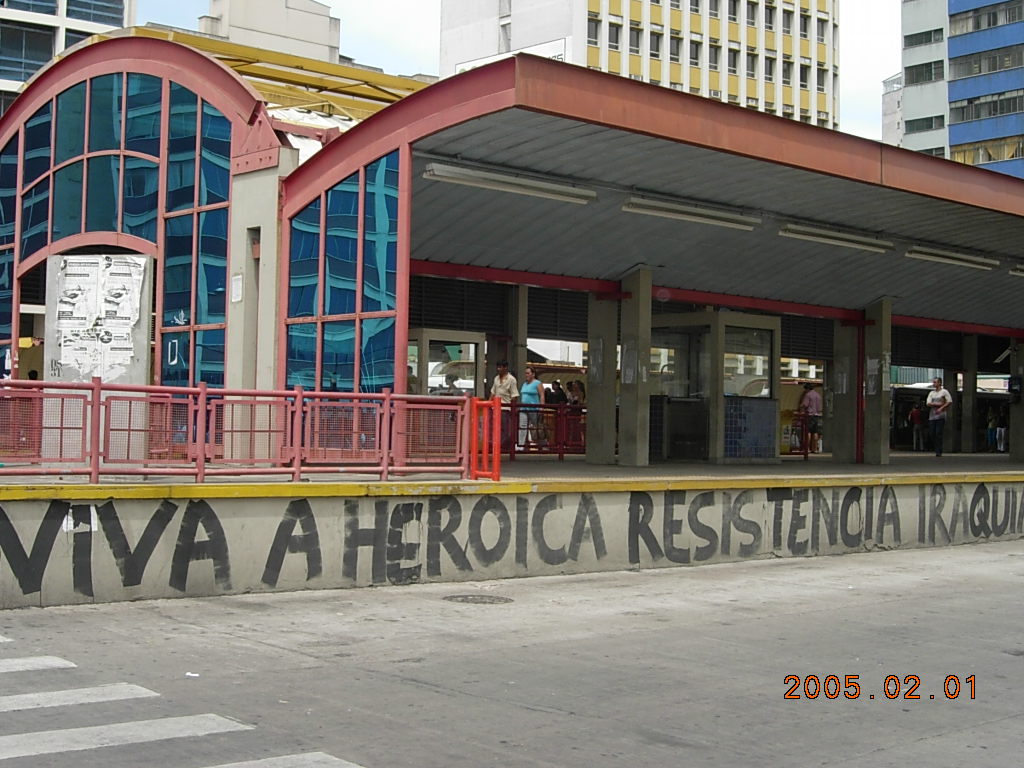 VIVA A HEROICA RESISTENCIA IRAQUIA
2005.02.01